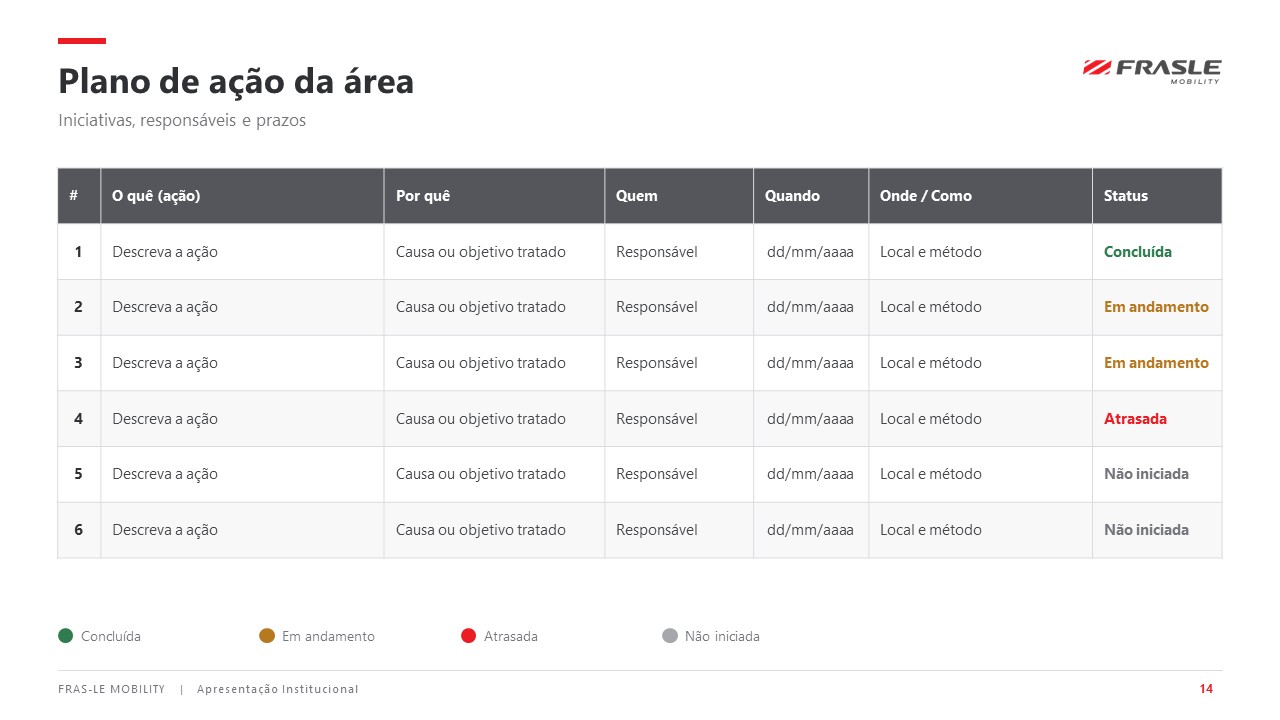 Plano de ação da área
FRASLE
MOBILITY
Iniciativas, responsáveis e prazos
# O quê (ação) Por quê Quem Quando Onde / Como Status
1 Descreva a ação Causa ou objetivo tratado Responsável dd/mm/aaaa Local e método Concluída
2 Descreva a ação Causa ou objetivo tratado Responsável dd/mm/aaaa Local e método Em andamento
3 Descreva a ação Causa ou objetivo tratado Responsável dd/mm/aaaa Local e método Em andamento
4 Descreva a ação Causa ou objetivo tratado Responsável dd/mm/aaaa Local e método Atrasada
5 Descreva a ação Causa ou objetivo tratado Responsável dd/mm/aaaa Local e método Não iniciada
6 Descreva a ação Causa ou objetivo tratado Responsável dd/mm/aaaa Local e método Não iniciada
Concluída Em andamento Atrasada Não iniciada
FRAS-LE MOBILITY | Apresentação Institucional 14